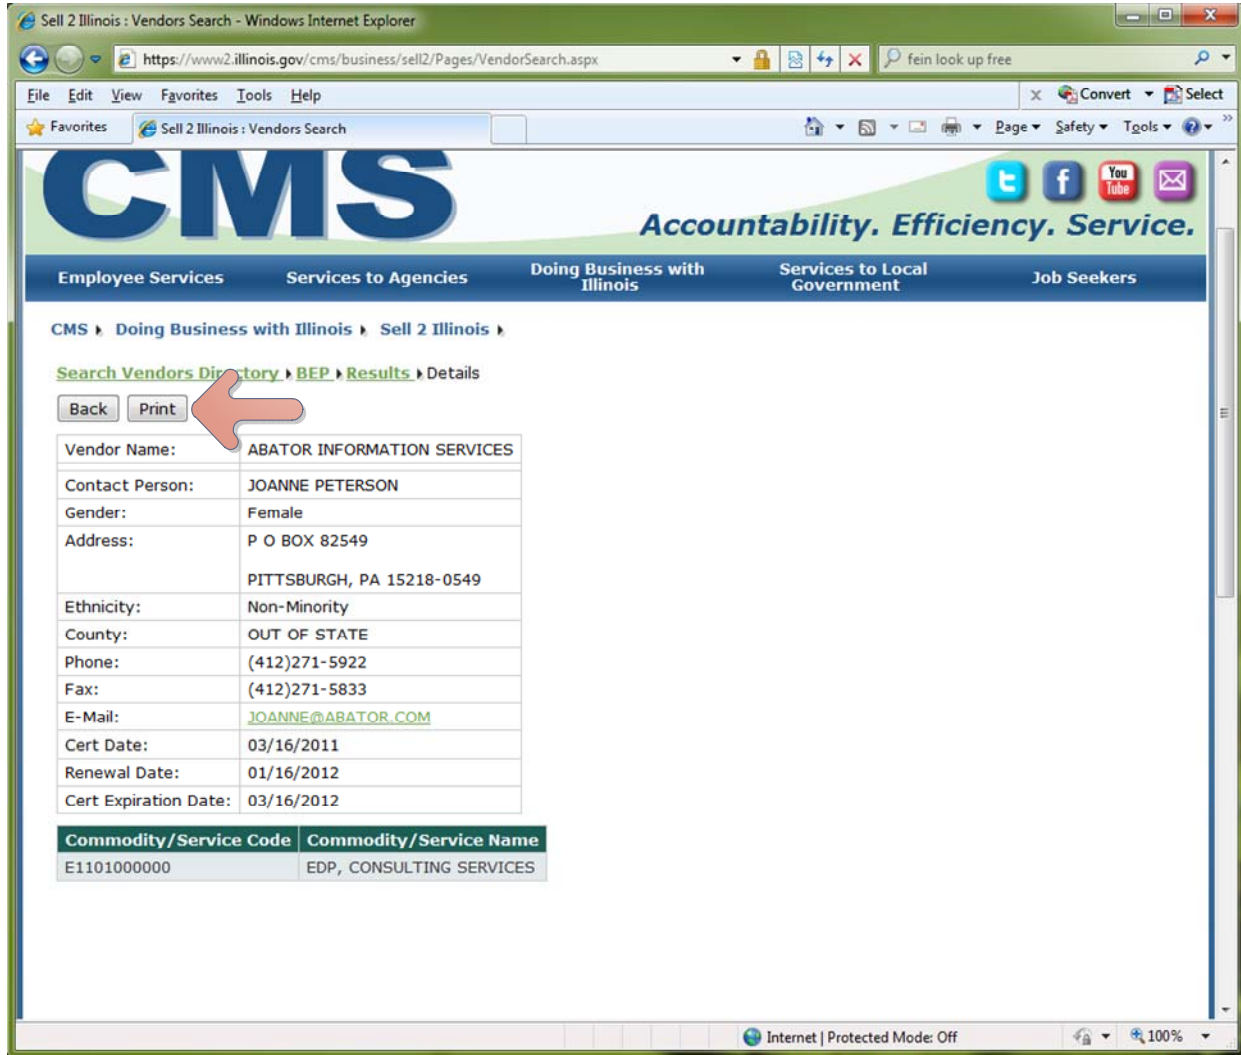 Sell 2 Illinois : Vendors Search - Windows Internet Explorer
https://www2.illinois.gov/cms/business/sell2/Pages/VendorSearch.aspx
fein look up free
File Edit View Favorites Tools Help
x Convert Select
Favorites Sell 2 Illinois : Vendors Search
Page Safety Tools
CMS
You
Tube
Accountability. Efficiency. Service.
Employee Services Services to Agencies Doing Business with Illinois Services to Local Government Job Seekers
CMS Doing Business with Illinois Sell 2 Illinois
Search Vendors Directory BEP Results Details
Back Print
Vendor Name: ABATOR INFORMATION SERVICES
Contact Person: JOANNE PETERSON
Gender: Female
Address: P O BOX 82549
PITTSBURGH, PA 15218-0549
Ethnicity: Non-Minority
County: OUT OF STATE
Phone: (412)271-5922
Fax: (412)271-5833
E-Mail: JOANNE@ABATOR.COM
Cert Date: 03/16/2011
Renewal Date: 01/16/2012
Cert Expiration Date: 03/16/2012
Commodity/Service Code Commodity/Service Name
E1101000000 EDP, CONSULTING SERVICES
Internet | Protected Mode: Off 100%